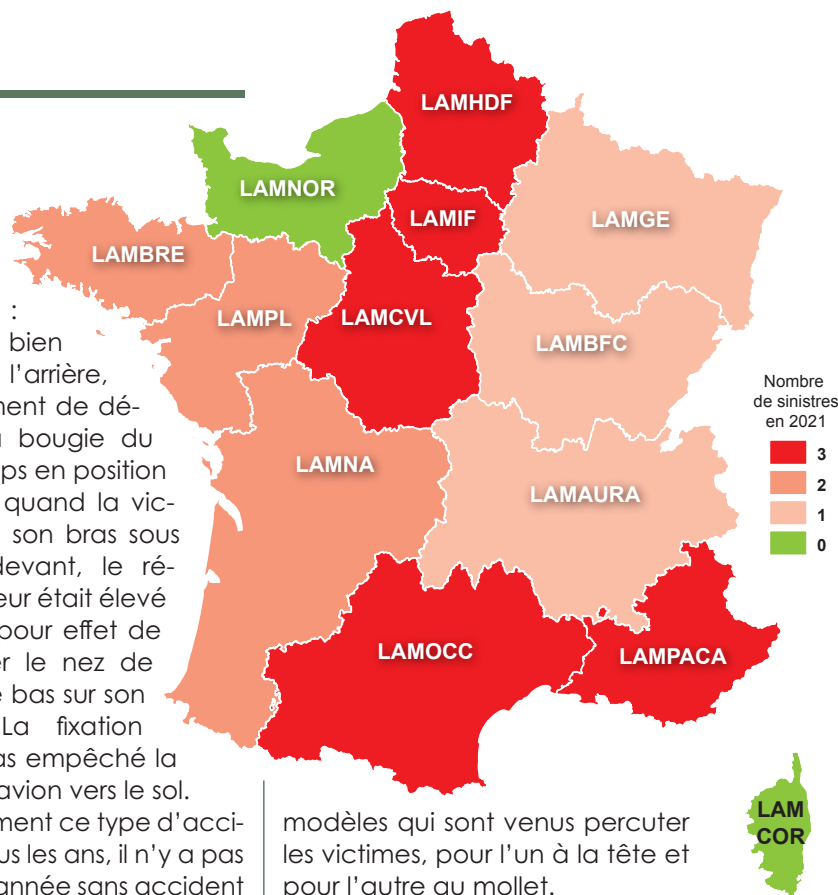 LAMHDF
LAMNOR
LAMIF
LAMGE
LAMBRE
LAMPL
LAMCVL
LAMBFC
LAMNA
LAMAURA
LAMOCC
LAMPACA
LAM
COR
Nombre
de sinistres
en 2021
3
2
1
0
:
bien
l’arrière,
ment de dé-
bougie du
ps en position
quand la vic-
son bras sous
devant, le ré-
eur était élevé
pour effet de
er le nez de
e bas sur son
La fixation
as empêché la
avion vers le sol.
ment ce type d’acci-
us les ans, il n’y a pas
année sans accident
modèles qui sont venus percuter
les victimes, pour l’un à la tête et
pour l’autre au mollet.